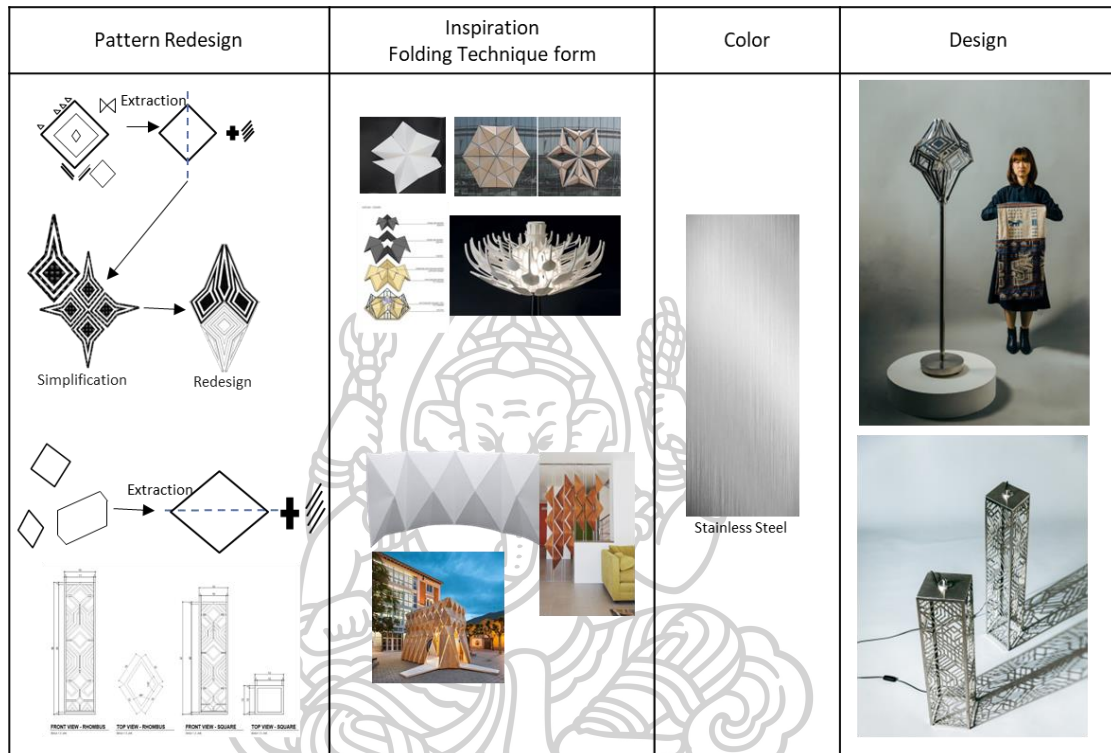 Pattern Redesign
Inspiration
Folding Technique form
Color
Design
Extraction
Simplification
Redesign
Extraction
Stainless Steel
FRONT VIEW - RHOMBUS
TOP VIEW - RHOMBUS
FRONT VIEW - SQUARE
TOP VIEW - SQUARE